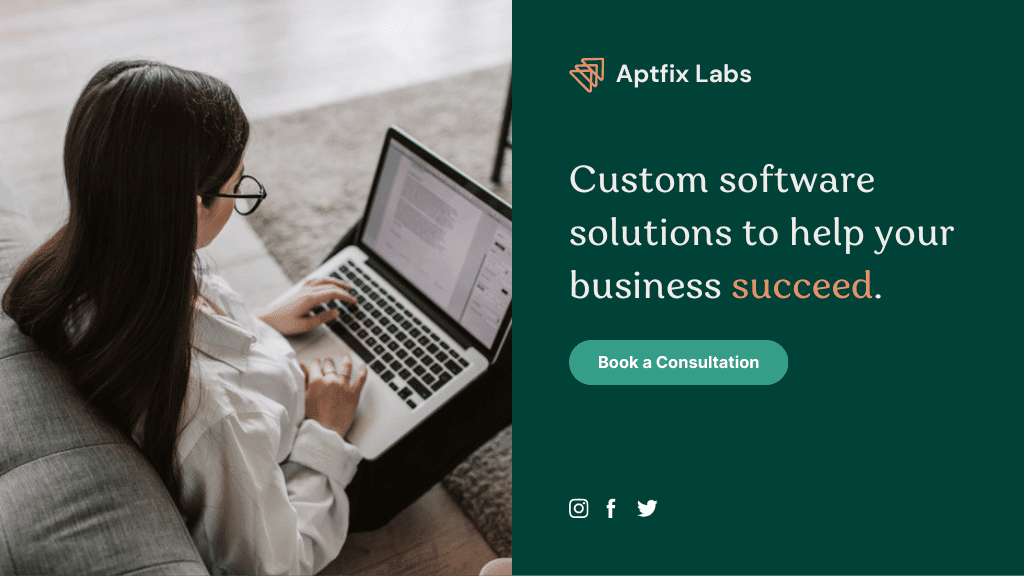 Aptfix Labs
Custom software
solutions to help your
business succeed.
Book a Consultation